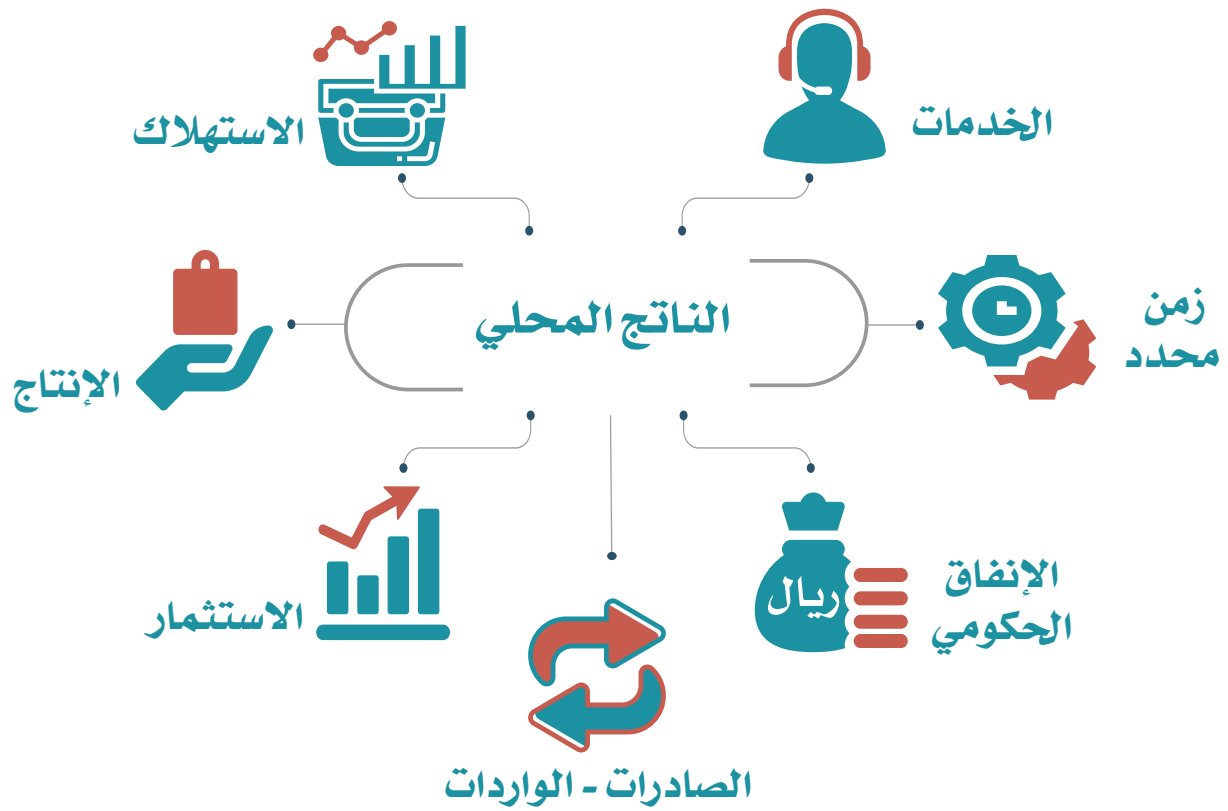 الخدمات
الاستهلاك
الناتج المحلي
زمن
محدد
الإنتاج
الإنفاق
الحكومي
ريال
الاستثمار
الصادرات - الواردات